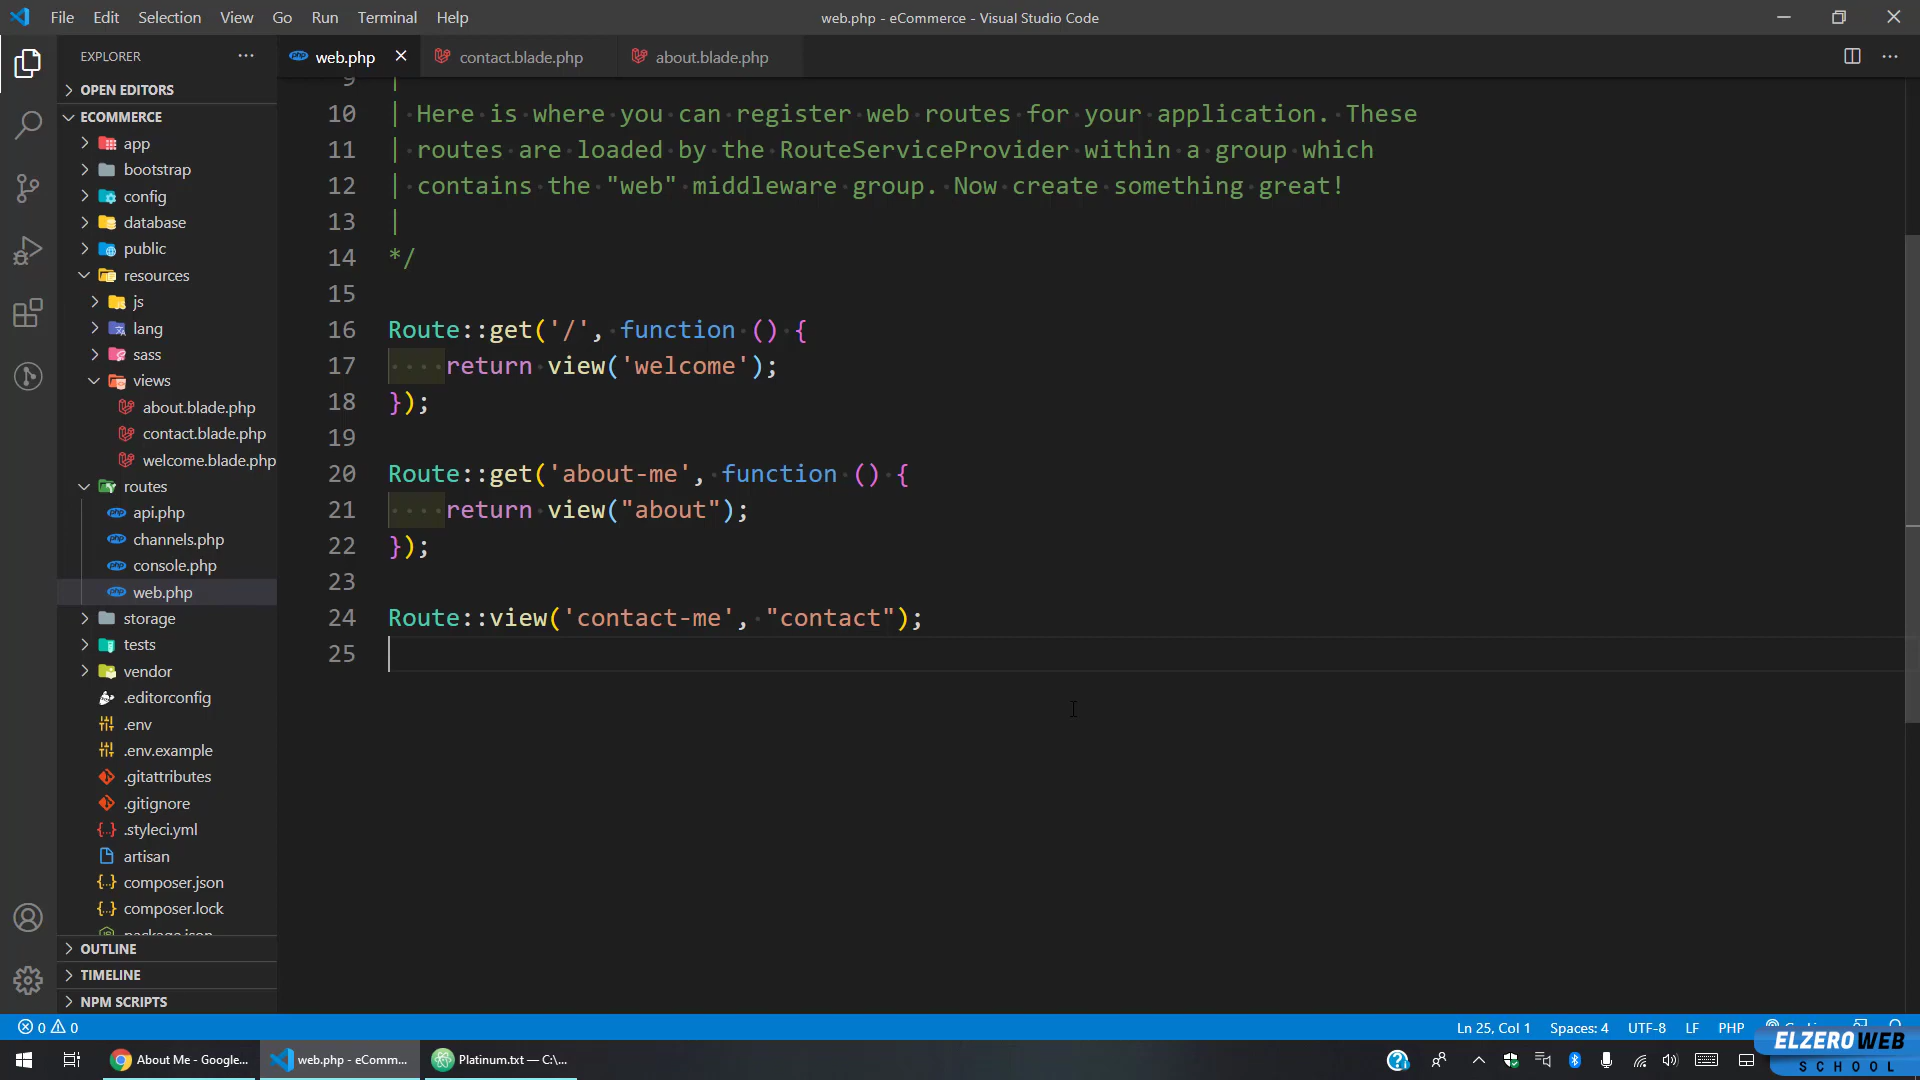 File Edit Selection View Go Run Terminal Help
web.php - eCommerce - Visual Studio Code
EXPLORER
OPEN EDITORS
ECOMMERCE
app
bootstrap
config
database
public
resources
js
lang
sass
views
about.blade.php
contact.blade.php
welcome.blade.php
routes
api.php
channels.php
console.php
web.php
storage
tests
vendor
.editorconfig
.env
.env.example
.gitattributes
.gitignore
.styleci.yml
artisan
composer.json
composer.lock
package.json
OUTLINE
TIMELINE
NPM SCRIPTS
web.php contact.blade.php about.blade.php
9 |
10 | Here is where you can register web routes for your application. These
11 | routes are loaded by the RouteServiceProvider within a group which
12 | contains the "web" middleware group. Now create something great!
13 |
14 */
15
16 Route::get('/', function () {
17 return view('welcome');
18 });
19
20 Route::get('about-me', function () {
21 return view("about");
22 });
23
24 Route::view('contact-me', "contact");
25
0 0
Ln 25, Col 1 Spaces: 4 UTF-8 LF PHP
About Me - Google...
web.php - eComm...
Platinum.txt — C:\...
ELZEROWEB
SCHOOL